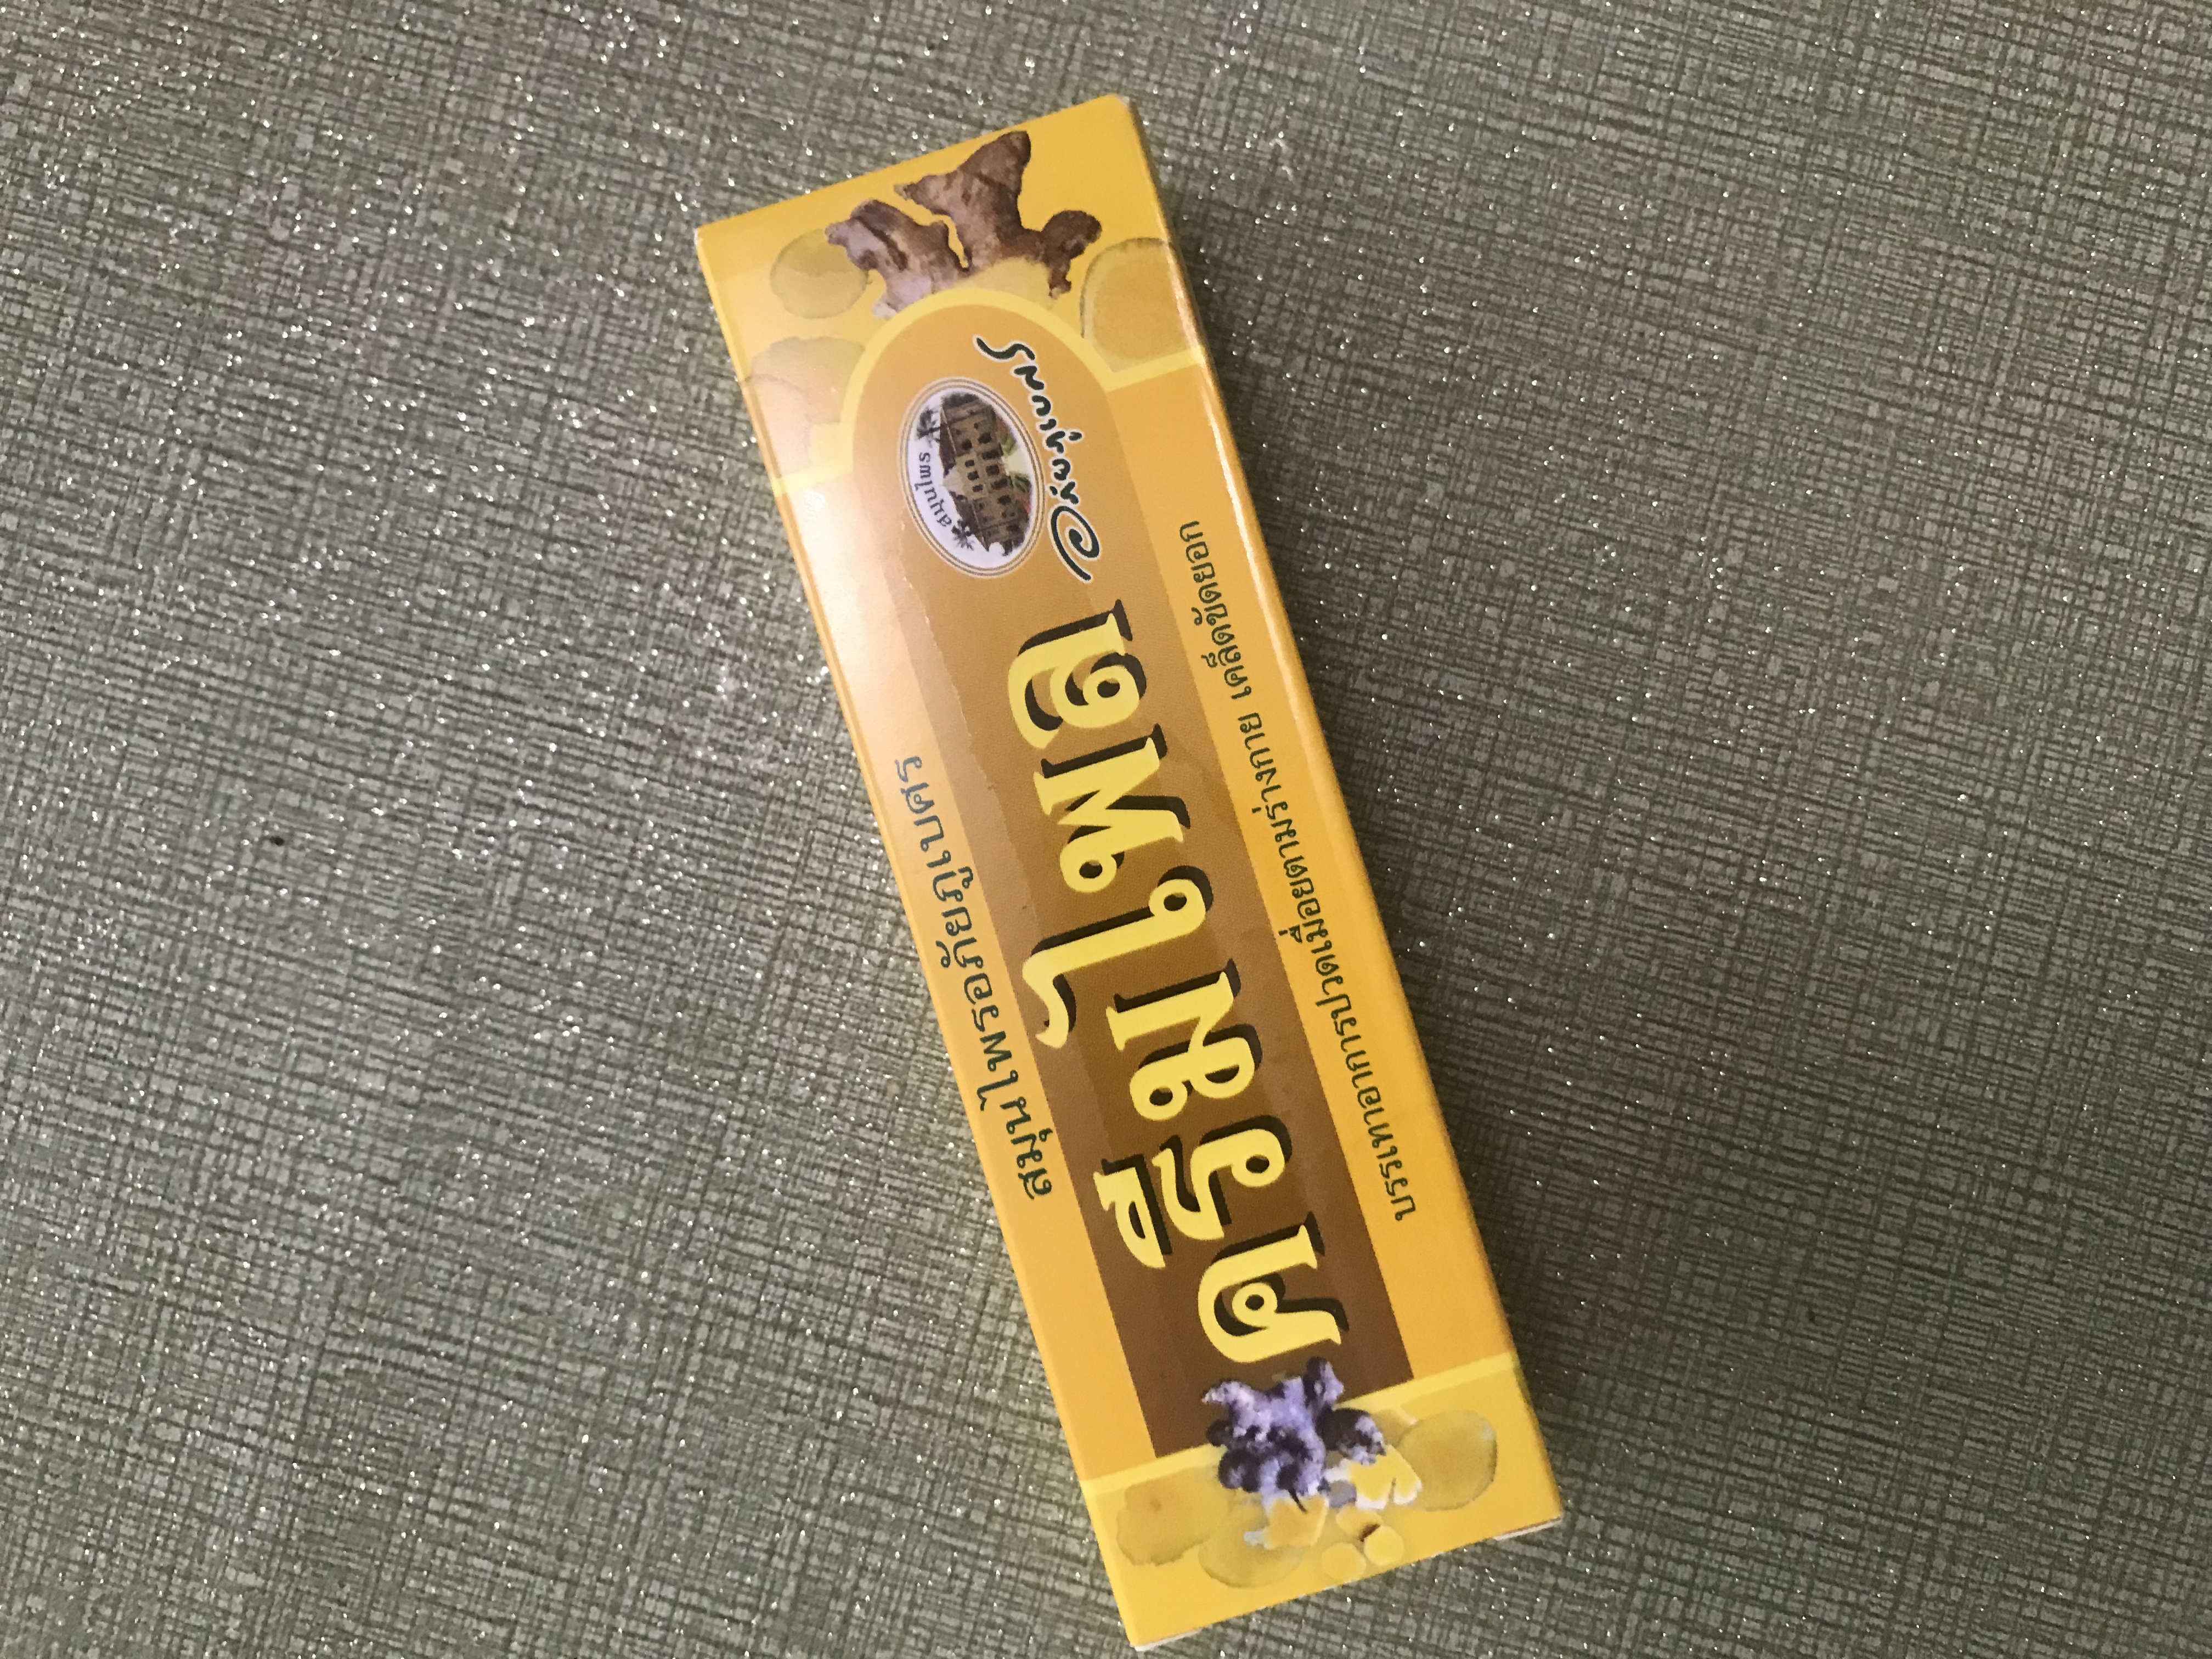 สมุนไพรอภัยภูเบศร
ครีมไพล
สมุนไพร
อภัยภูเบศร
บรรเทาอาการปวดเมื่อยตามร่างกาย เคล็ดขัดยอก